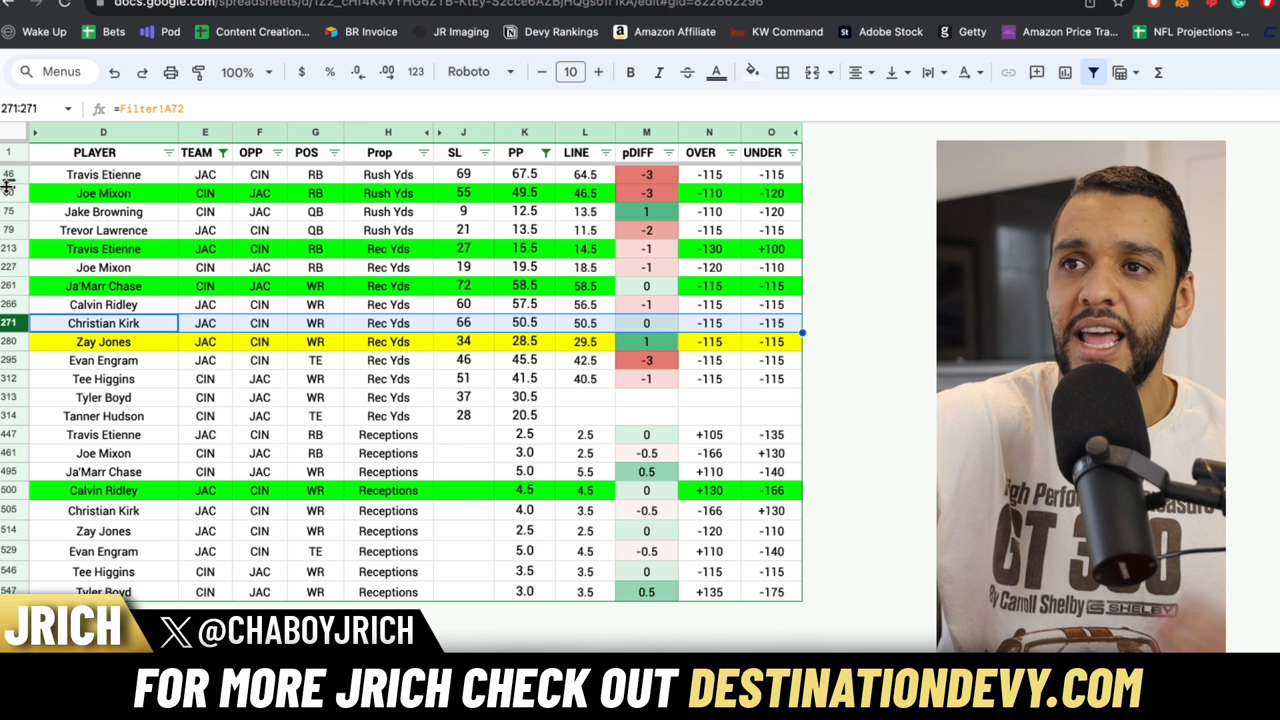 Wake Up Bets Pod Content Creation... BR Invoice JR Imaging Devy Rankings Amazon Affiliate KW Command Adobe Stock Getty Amazon Price Tra... NFL Projections -...
Menus 100% $ % .0 .00 123 Roboto - 10 + B I S A Σ
271:271 fx =Filter!A72
D E F G H J K L M N O
1 PLAYER TEAM OPP POS Prop SL PP LINE pDIFF OVER UNDER
46 Travis Etienne JAC CIN RB Rush Yds 69 67.5 64.5 -3 -115 -115
Joe Mixon CIN JAC RB Rush Yds 55 49.5 46.5 -3 -110 -120
75 Jake Browning CIN JAC QB Rush Yds 9 12.5 13.5 1 -110 -120
79 Trevor Lawrence JAC CIN QB Rush Yds 21 13.5 11.5 -2 -115 -115
213 Travis Etienne JAC CIN RB Rec Yds 27 15.5 14.5 -1 -130 +100
227 Joe Mixon CIN JAC RB Rec Yds 19 19.5 18.5 -1 -120 -110
261 Ja'Marr Chase CIN JAC WR Rec Yds 72 58.5 58.5 0 -115 -115
266 Calvin Ridley JAC CIN WR Rec Yds 60 57.5 56.5 -1 -115 -115
271 Christian Kirk JAC CIN WR Rec Yds 66 50.5 50.5 0 -115 -115
280 Zay Jones JAC CIN WR Rec Yds 34 28.5 29.5 1 -115 -115
295 Evan Engram JAC CIN TE Rec Yds 46 45.5 42.5 -3 -115 -115
312 Tee Higgins CIN JAC WR Rec Yds 51 41.5 40.5 -1 -115 -115
313 Tyler Boyd CIN JAC WR Rec Yds 37 30.5
314 Tanner Hudson CIN JAC TE Rec Yds 28 20.5
447 Travis Etienne JAC CIN RB Receptions 2.5 2.5 0 +105 -135
461 Joe Mixon CIN JAC RB Receptions 3.0 2.5 -0.5 -166 +130
495 Ja'Marr Chase CIN JAC WR Receptions 5.0 5.5 0.5 +110 -140
500 Calvin Ridley JAC CIN WR Receptions 4.5 4.5 0 +130 -166
505 Christian Kirk JAC CIN WR Receptions 4.0 3.5 -0.5 -166 +130
514 Zay Jones JAC CIN WR Receptions 2.5 2.5 0 -120 -110
529 Evan Engram JAC CIN TE Receptions 5.0 4.5 -0.5 +110 -140
546 Tee Higgins CIN JAC WR Receptions 3.5 3.5 0 -115 -115
547 Tyler Boyd CIN JAC WR Receptions 3.0 3.5 0.5 +135 -175
By Carroll Shelby SHELBY
JRICH X @CHABOYJRICH
FOR MORE JRICH CHECK OUT DESTINATIONDEVY.COM